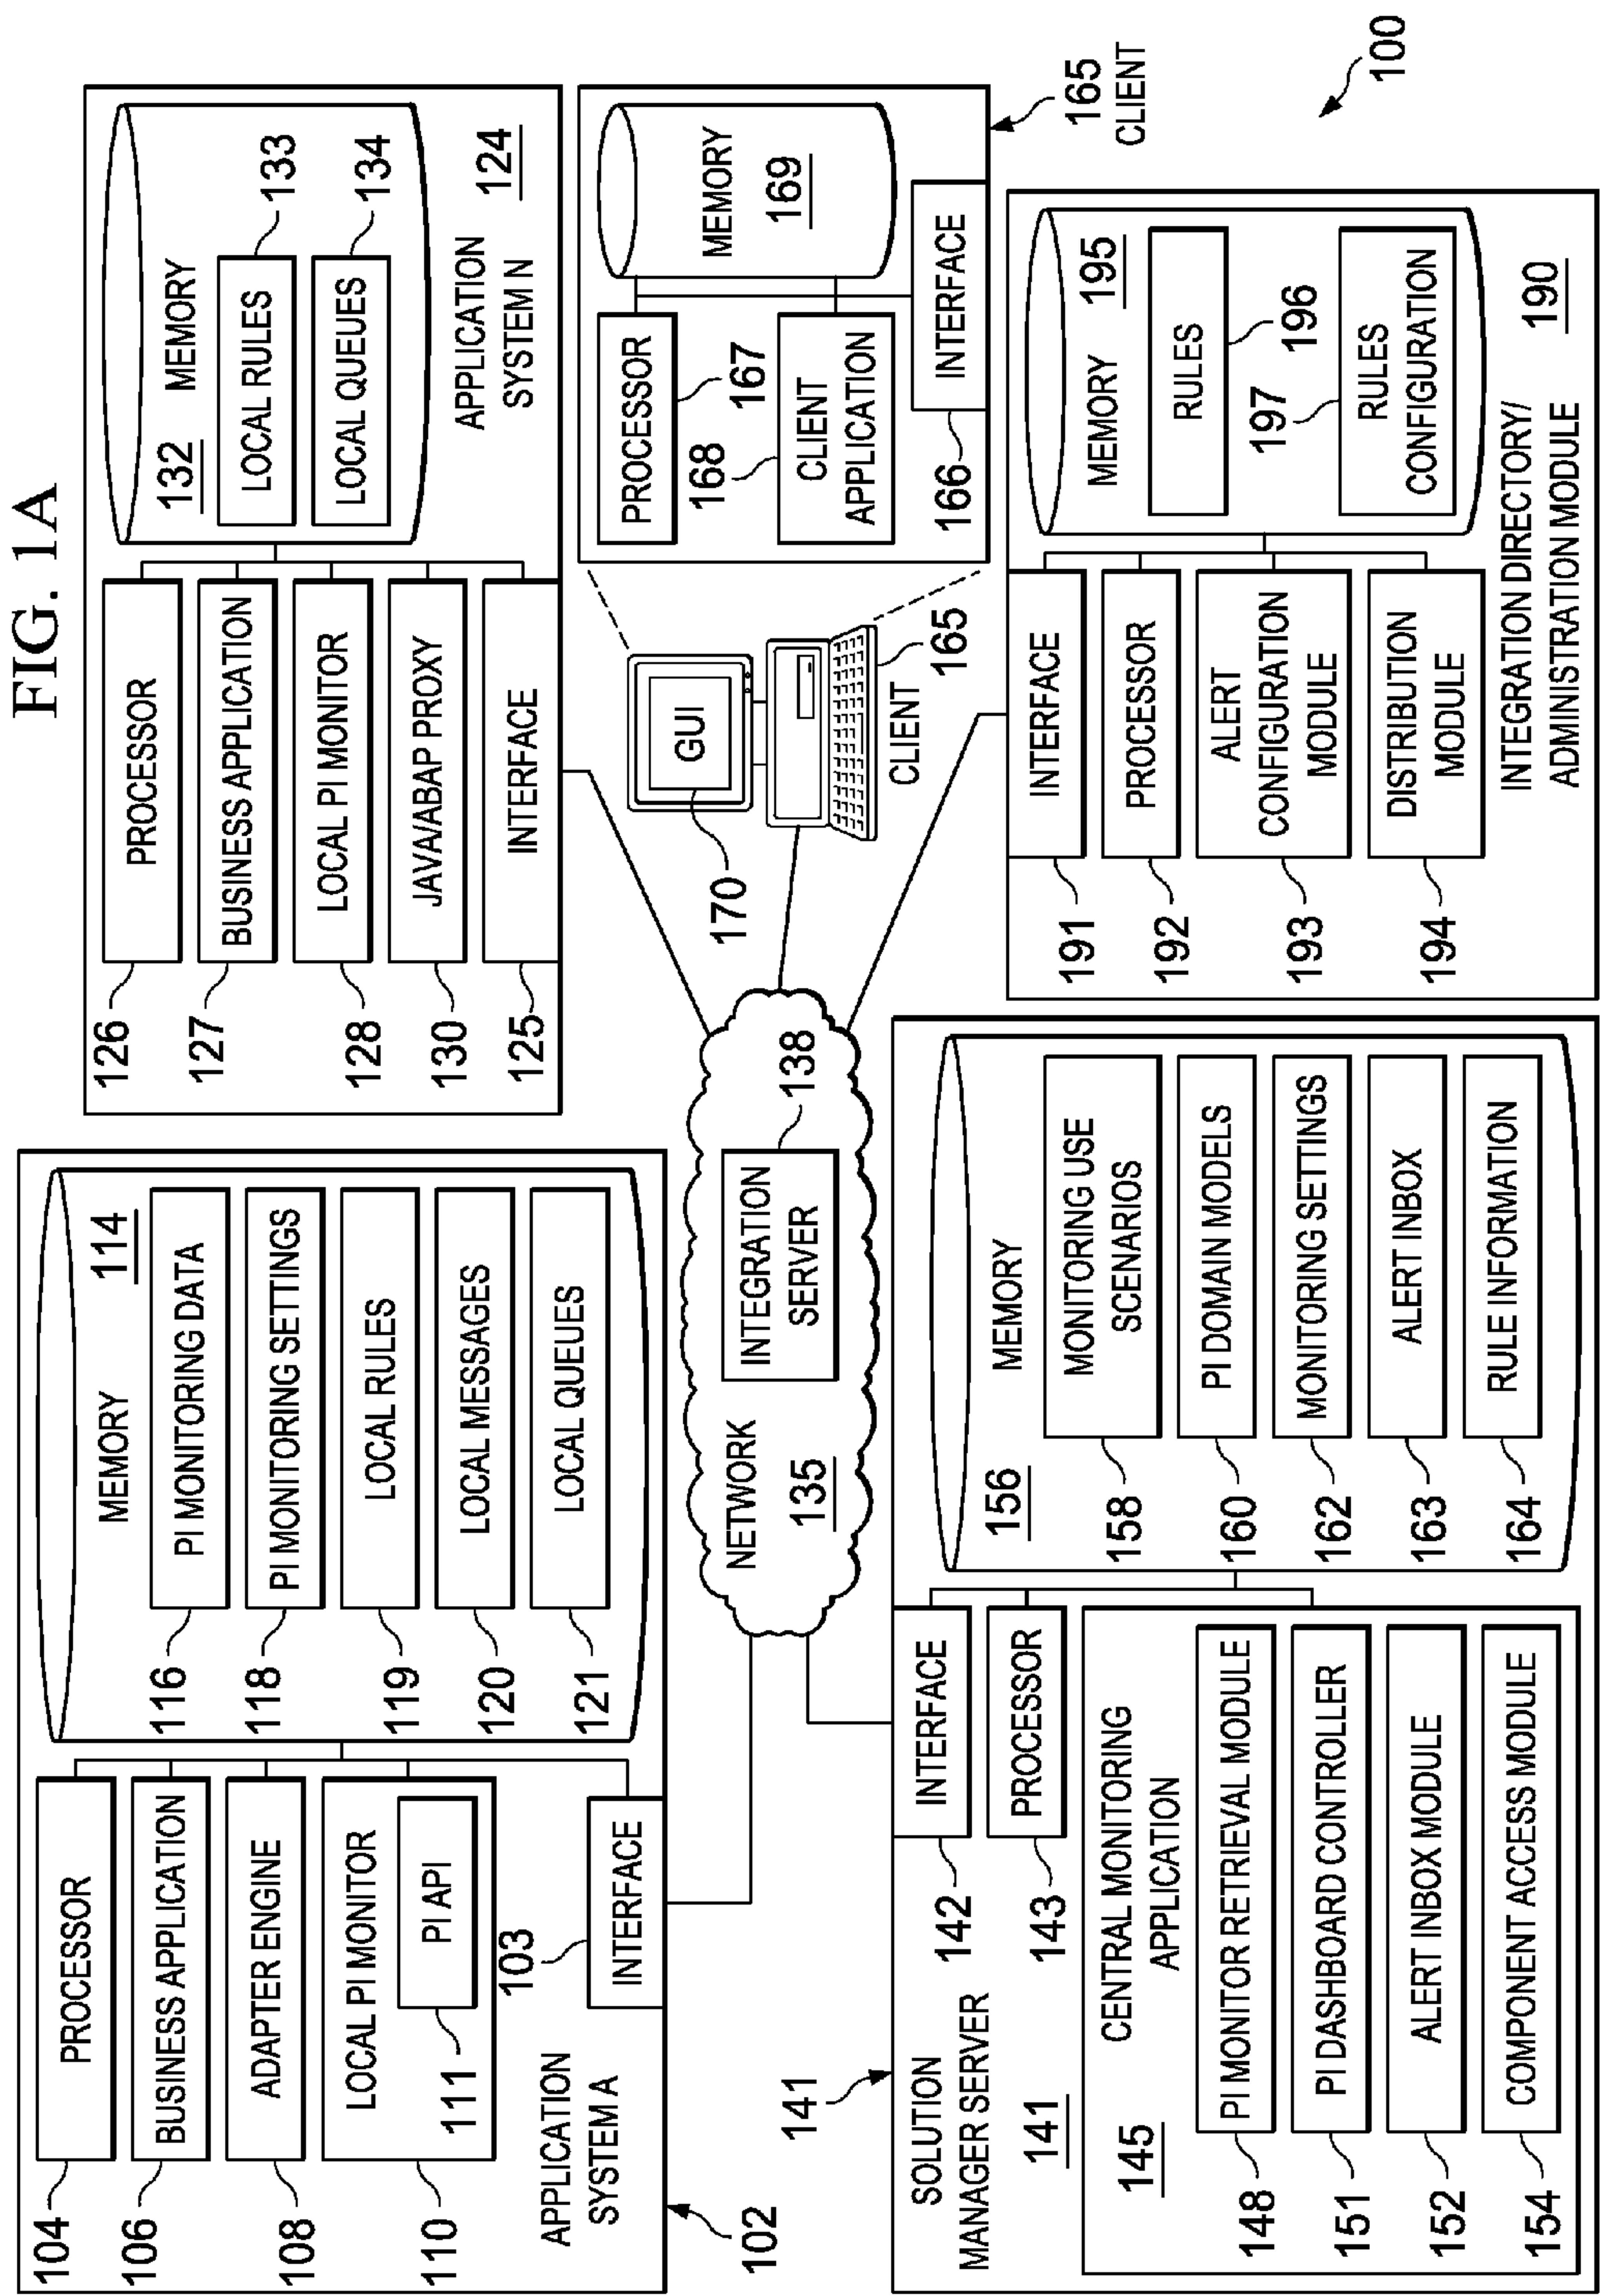 FIG. 1A
100
104
PROCESSOR
106
BUSINESS APPLICATION
108
ADAPTER ENGINE
110
LOCAL PI MONITOR
111
PI API
103
INTERFACE
APPLICATION
SYSTEM A
102
MEMORY
114
116
PI MONITORING DATA
118
PI MONITORING SETTINGS
119
LOCAL RULES
120
LOCAL MESSAGES
121
LOCAL QUEUES
126
PROCESSOR
127
BUSINESS APPLICATION
128
LOCAL PI MONITOR
130
JAVA/ABAP PROXY
125
INTERFACE
132
MEMORY
LOCAL RULES
133
LOCAL QUEUES
134
APPLICATION
SYSTEM N
124
NETWORK
135
INTEGRATION
SERVER
138
GUI
170
CLIENT
165
PROCESSOR
167
168
CLIENT
APPLICATION
166
INTERFACE
MEMORY
169
165
CLIENT
141
SOLUTION
MANAGER SERVER
141
142
INTERFACE
143
PROCESSOR
145
CENTRAL MONITORING
APPLICATION
148
PI MONITOR RETRIEVAL MODULE
151
PI DASHBOARD CONTROLLER
152
ALERT INBOX MODULE
154
COMPONENT ACCESS MODULE
156
MEMORY
158
MONITORING USE
SCENARIOS
160
PI DOMAIN MODELS
162
MONITORING SETTINGS
163
ALERT INBOX
164
RULE INFORMATION
191
INTERFACE
192
PROCESSOR
193
ALERT
CONFIGURATION
MODULE
194
DISTRIBUTION
MODULE
MEMORY
195
RULES
196
197
RULES
CONFIGURATION
INTEGRATION DIRECTORY/
ADMINISTRATION MODULE
190